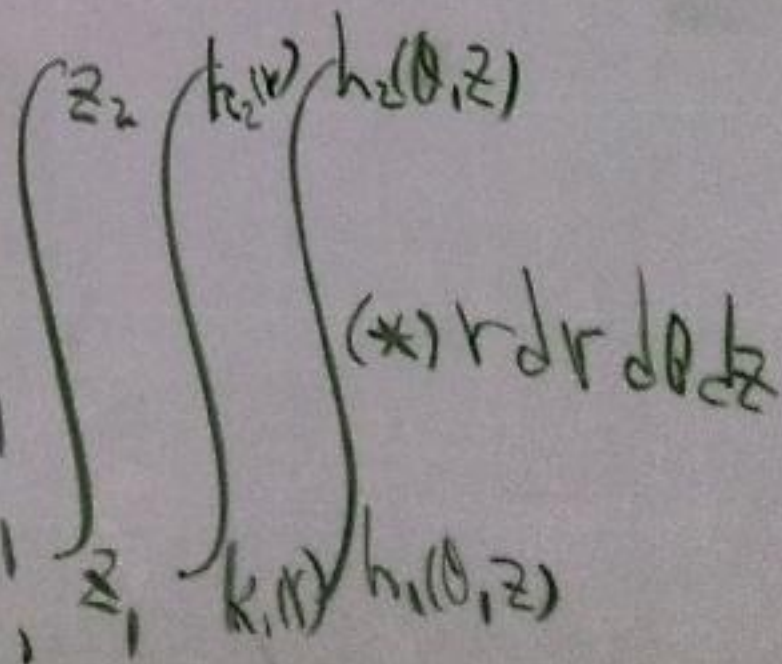 ∫_{z₁}^{z₂} ∫_{k₁(r)}^{k₂(r)} ∫_{h₁(θ,z)}^{h₂(θ,z)} (*) r dr dθ dz